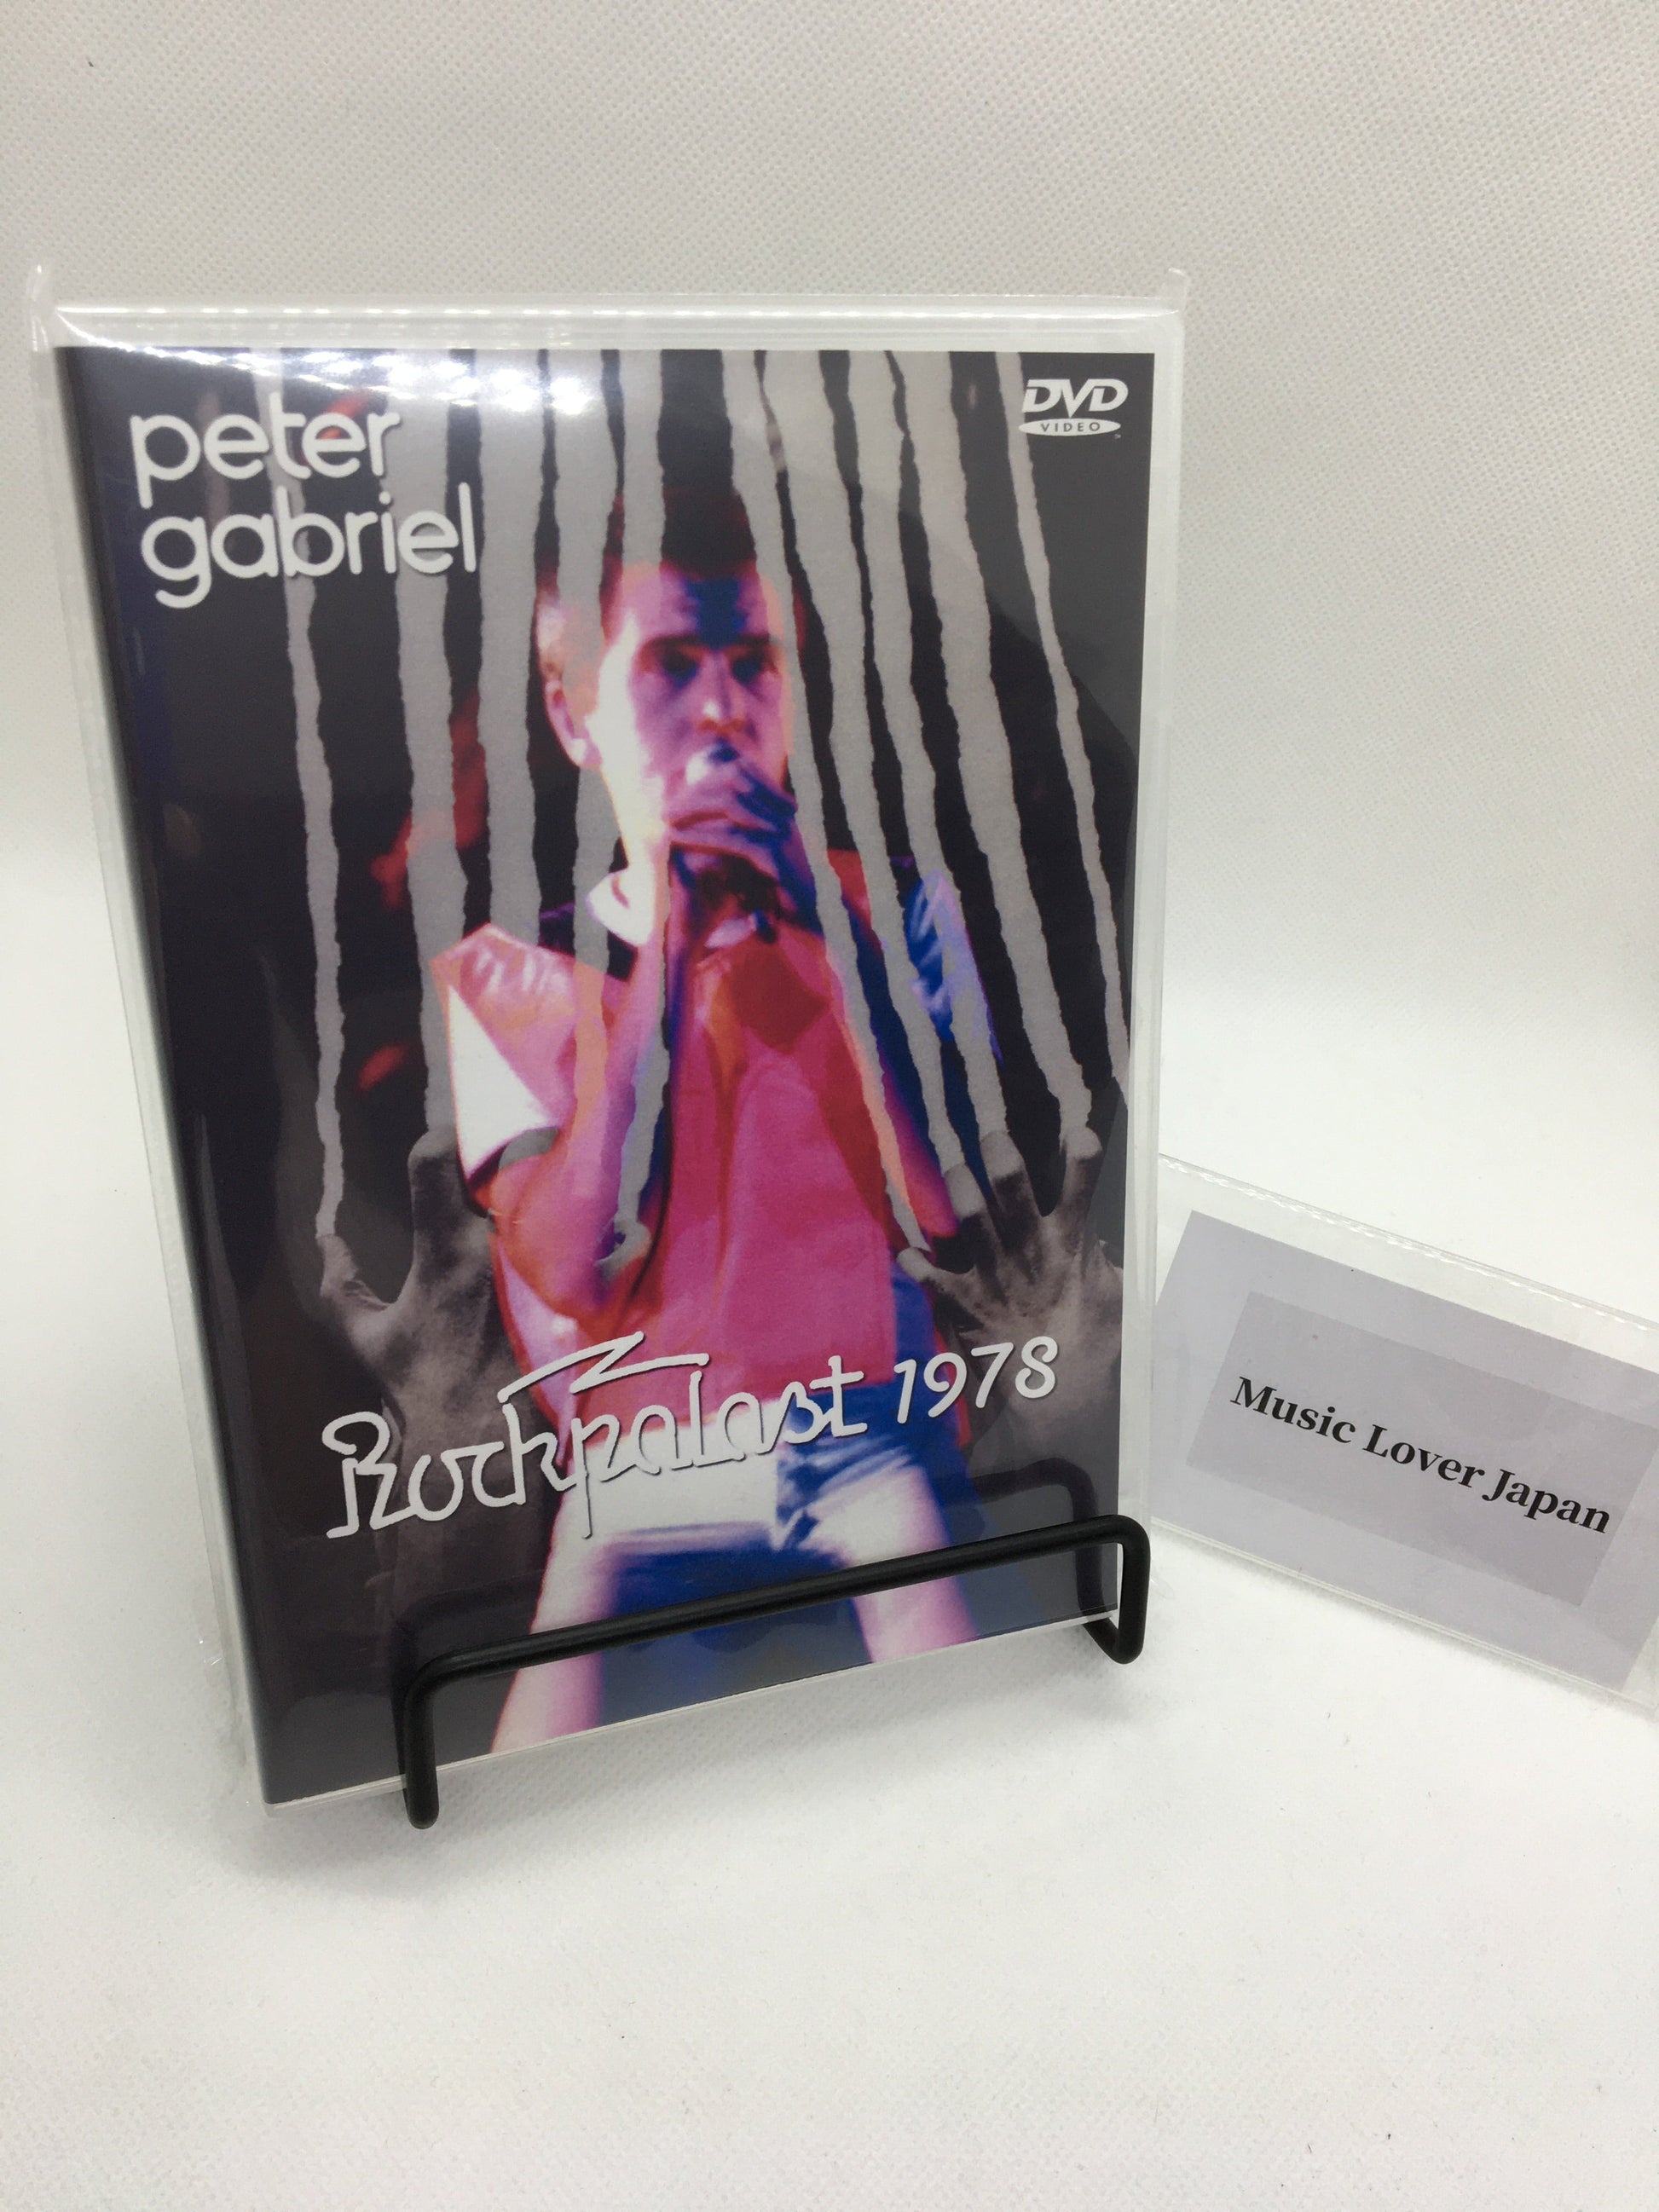 peter
gabriel
DVD
VIDEO
Rockpalast 1978
Music Lover Japan